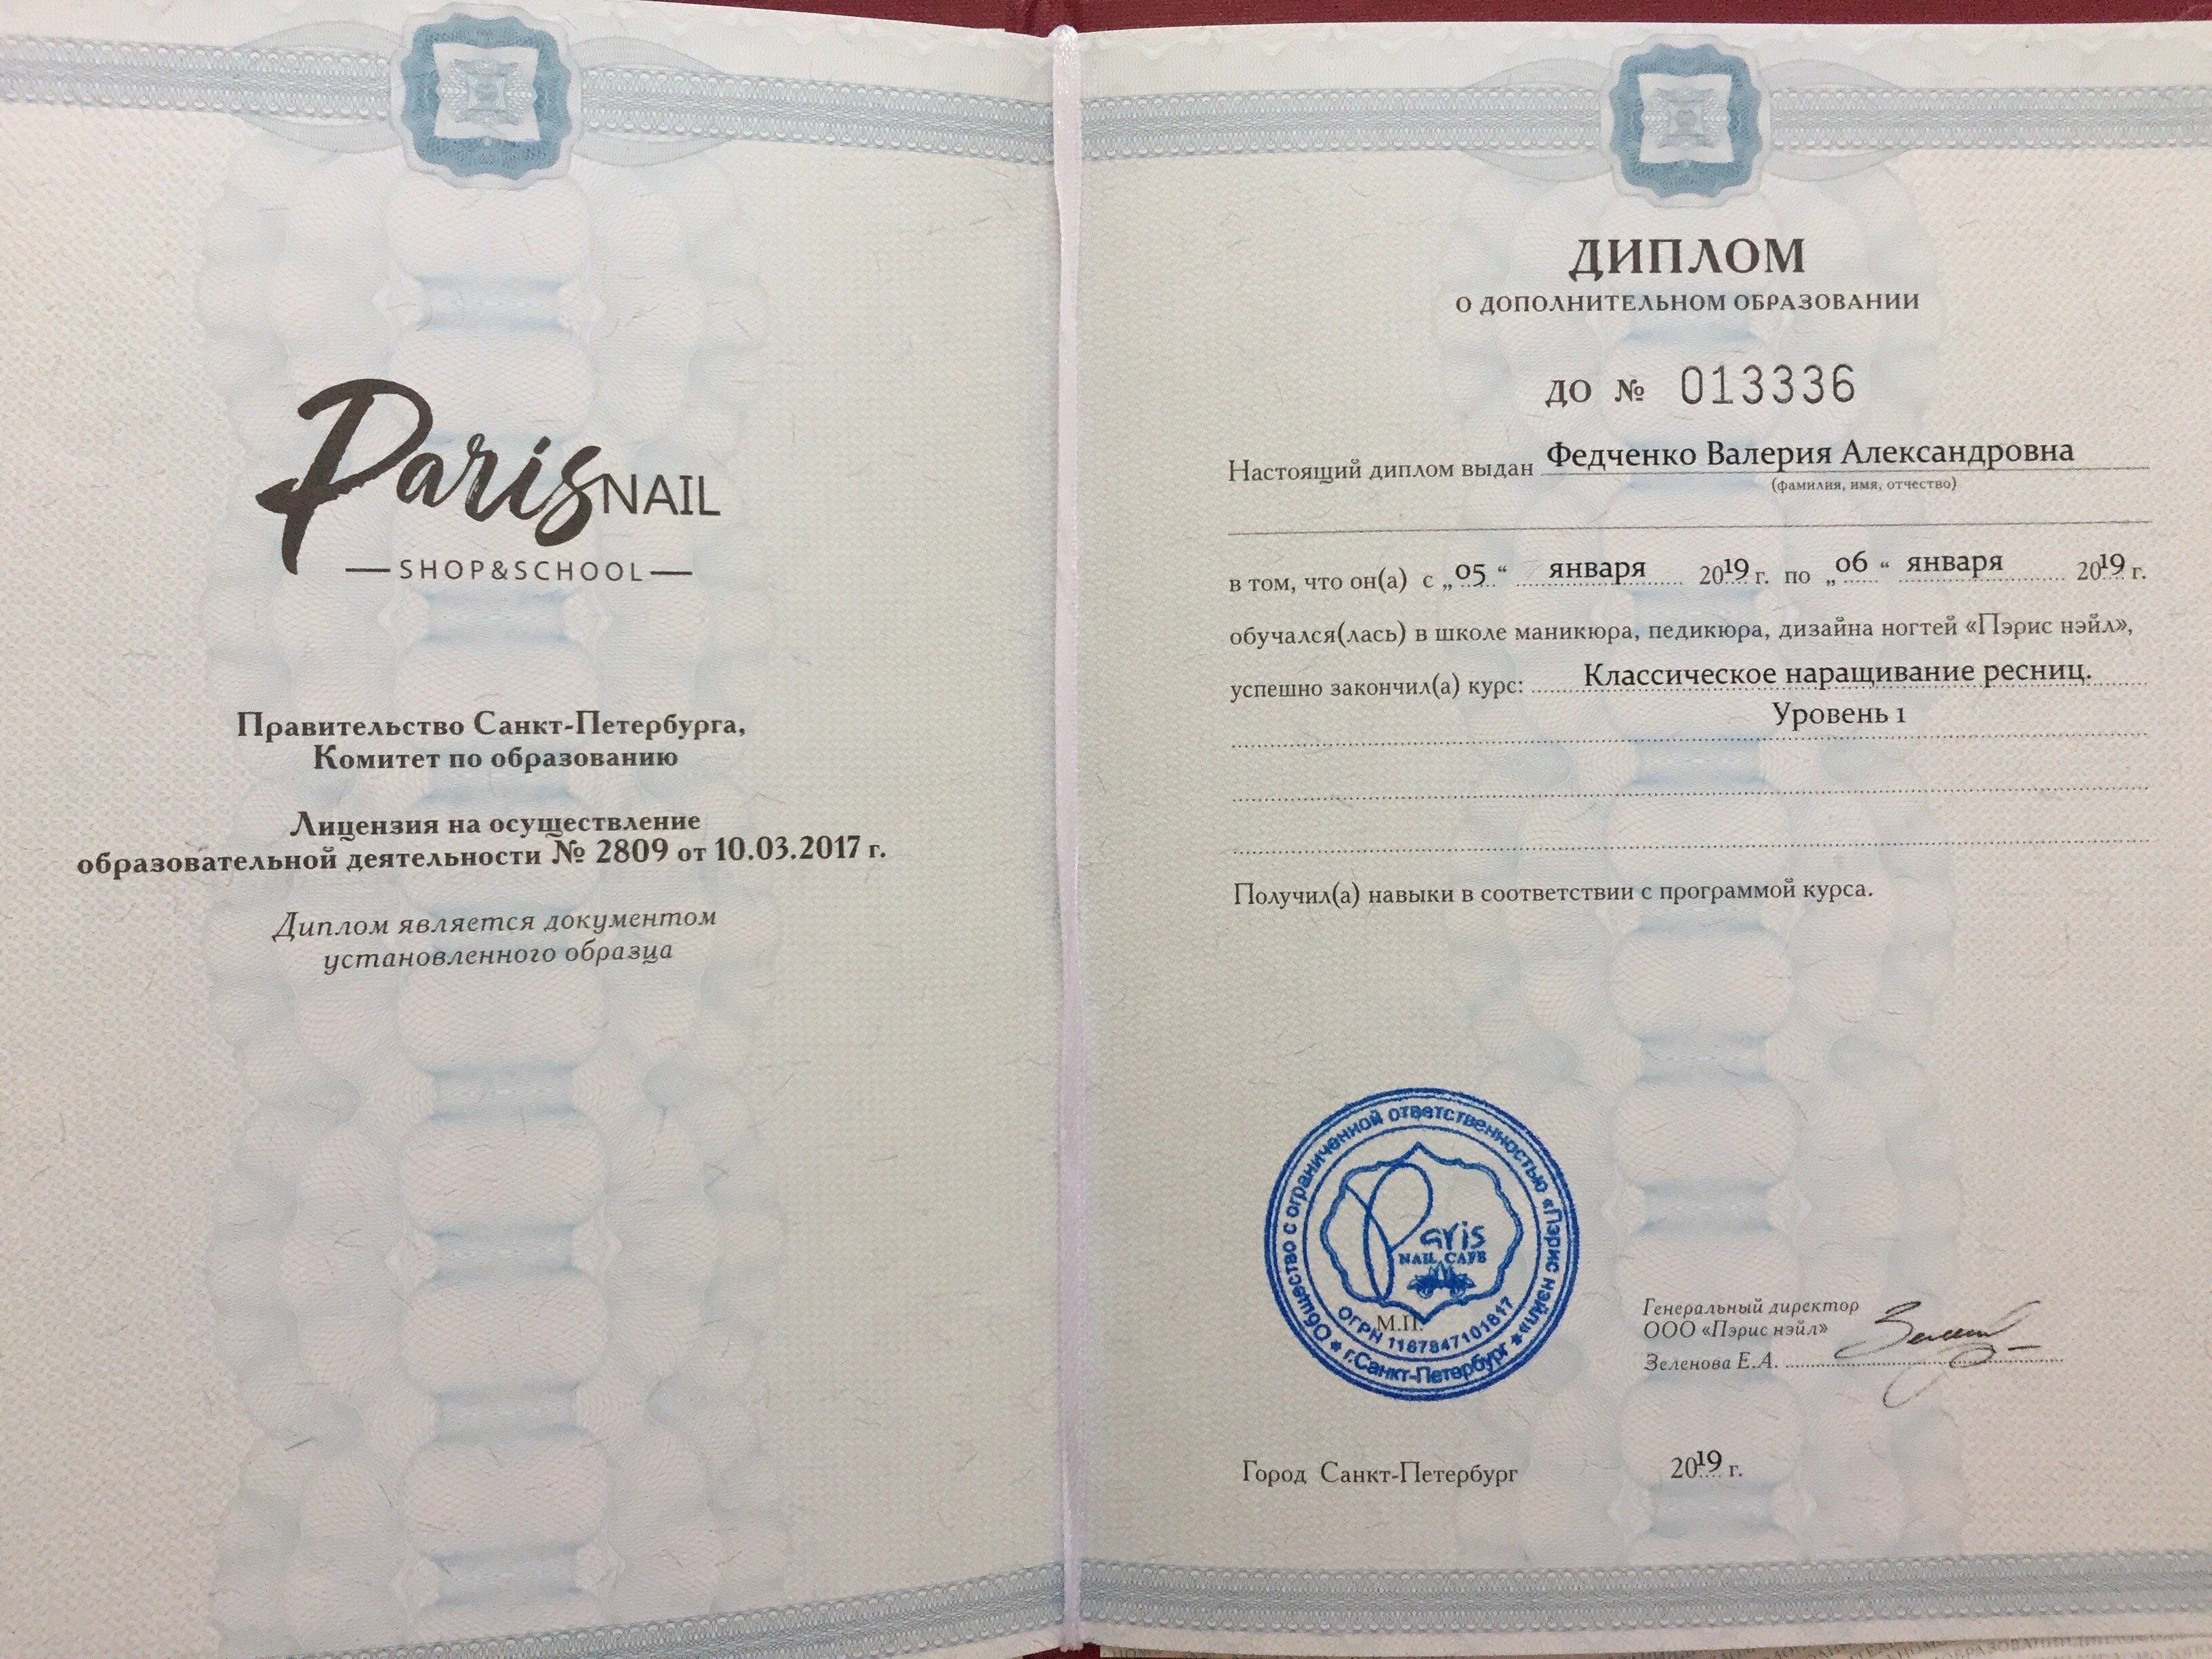 Paris NAIL
SHOP&SCHOOL
Правительство Санкт-Петербурга,
Комитет по образованию
Лицензия на осуществление
образовательной деятельности № 2809 от 10.03.2017 г.
Диплом является документом
установленного образца
ДИПЛОМ
О ДОПОЛНИТЕЛЬНОМ ОБРАЗОВАНИИ
ДО № 013336
Настоящий диплом выдан Федченко Валерия Александровна
(фамилия, имя, отчество)
в том, что он(а) с „05“ января 2019 г. по „06“ января 2019 г.
обучался(лась) в школе маникюра, педикюра, дизайна ногтей «Пэрис нэйл»,
успешно закончил(а) курс: Классическое наращивание ресниц.
Уровень 1
Получил(а) навыки в соответствии с программой курса.
Общество с ограниченной ответственностью «Пэрис нэйл»
Paris
NAIL CAFE
М.П.
ОГРН 1167847101817
г.Санкт-Петербург
Генеральный директор
ООО «Пэрис нэйл»
Зеленова Е.А.
Город Санкт-Петербург 2019 г.